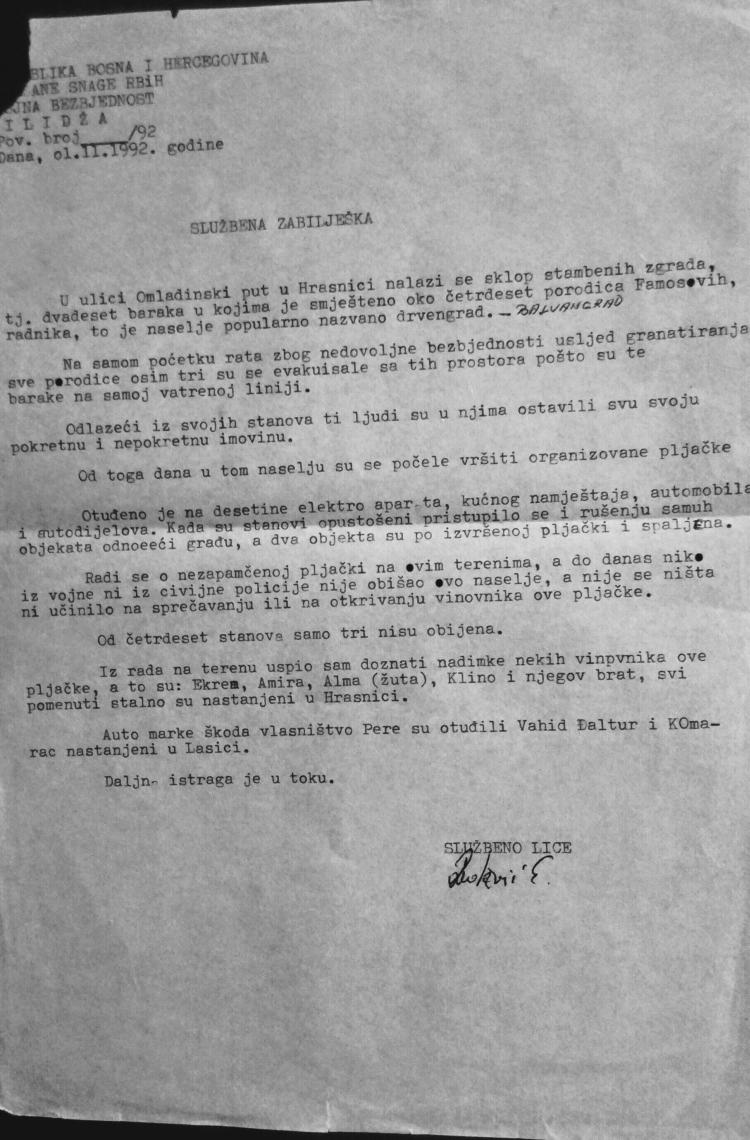 BLIKA BOSNA I HERCEGOVINA
ANE SNAGE RBiH
JNA BEZBJEDNOST
I L I D Ž A
Pov. broj____/92
Dana, ol.II.1992. godine
SLUŽBENA ZABILJEŠKA
U ulici Omladinski put u Hrasnici nalazi se sklop stambenih zgrada,
tj. dvadeset baraka u kojima je smješteno oko četrdeset porodica Famosovih,
radnika, to je naselje popularno nazvano drvengrad. – BALVANGRAD
Na samom početku rata zbog nedovoljne bezbjednosti usljed granatiranja
sve porodice osim tri su se evakuisale sa tih prostora pošto su te
barake na samoj vatrenoj liniji.
Odlazeći iz svojih stanova ti ljudi su u njima ostavili svu svoju
pokretnu i nepokretnu imovinu.
Od toga dana u tom naselju su se počele vršiti organizovane pljačke
Otuđeno je na desetine elektro apar-ta, kućnog namještaja, automobila
i autodijelova. Kada su stanovi opustošeni pristupilo se i rušenju samuh
objekata odnoeeći građu, a dva objekta su po izvršenoj pljački i spaljena.
Radi se o nezapamčenoj pljački na ovim terenima, a do danas niko
iz vojne ni iz civijne policije nije obišao ovo naselje, a nije se ništa
ni učinilo na sprečavanju ili na otkrivanju vinovnika ove pljačke.
Od četrdeset stanova samo tri nisu obijena.
Iz rada na terenu uspio sam doznati nadimke nekih vinpvnika ove
pljačke, a to su: Ekrem, Amira, Alma (žuta), Klino i njegov brat, svi
pomenuti stalno su nastanjeni u Hrasnici.
Auto marke škoda vlasništvo Pere su otuđili Vahid Đaltur i KOma-
rac nastanjeni u Lasici.
Daljn- istraga je u toku.
SLUŽBENO LICE